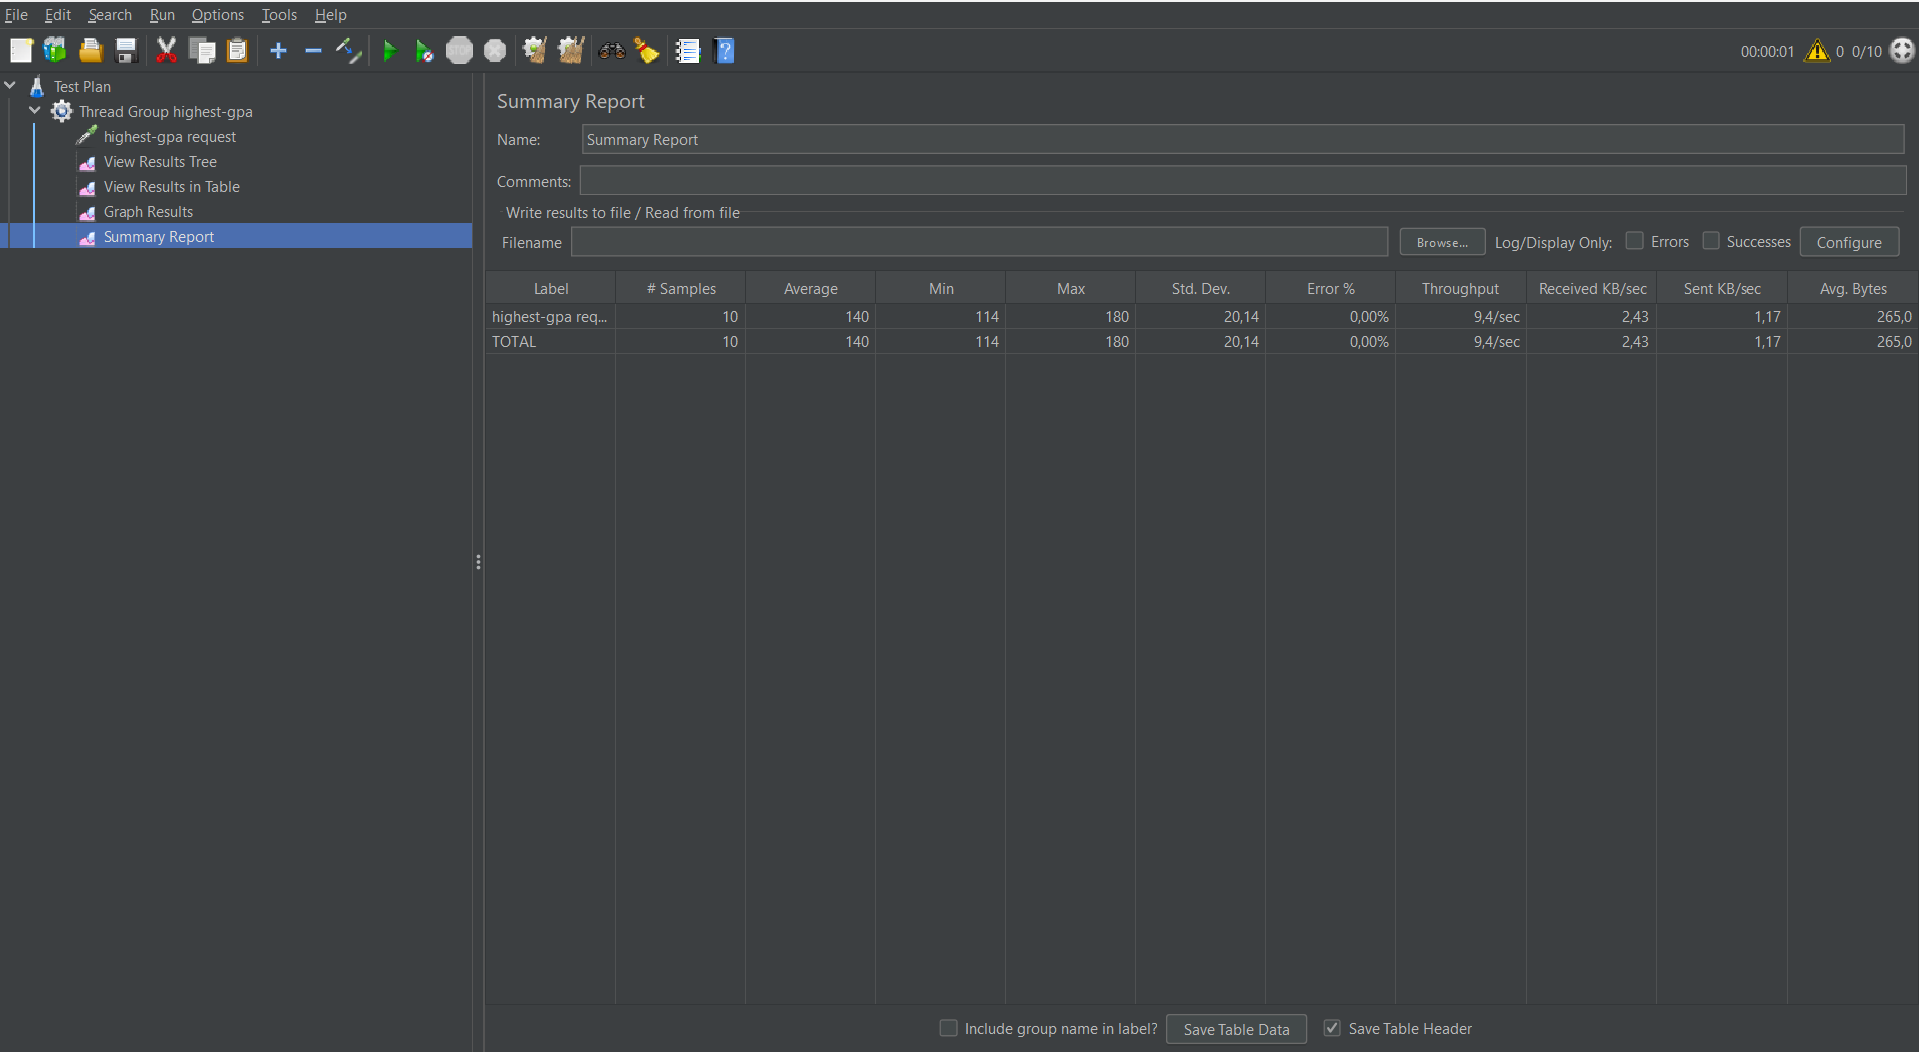 File Edit Search Run Options Tools Help
STOP 00:00:01 0 0/10
Test Plan
Thread Group highest-gpa
highest-gpa request
View Results Tree
View Results in Table
Graph Results
Summary Report
Summary Report
Name: Summary Report
Comments:
Write results to file / Read from file
Filename Browse... Log/Display Only: Errors Successes Configure
Label # Samples Average Min Max Std. Dev. Error % Throughput Received KB/sec Sent KB/sec Avg. Bytes
highest-gpa req... 10 140 114 180 20,14 0,00% 9,4/sec 2,43 1,17 265,0
TOTAL 10 140 114 180 20,14 0,00% 9,4/sec 2,43 1,17 265,0
Include group name in label? Save Table Data Save Table Header